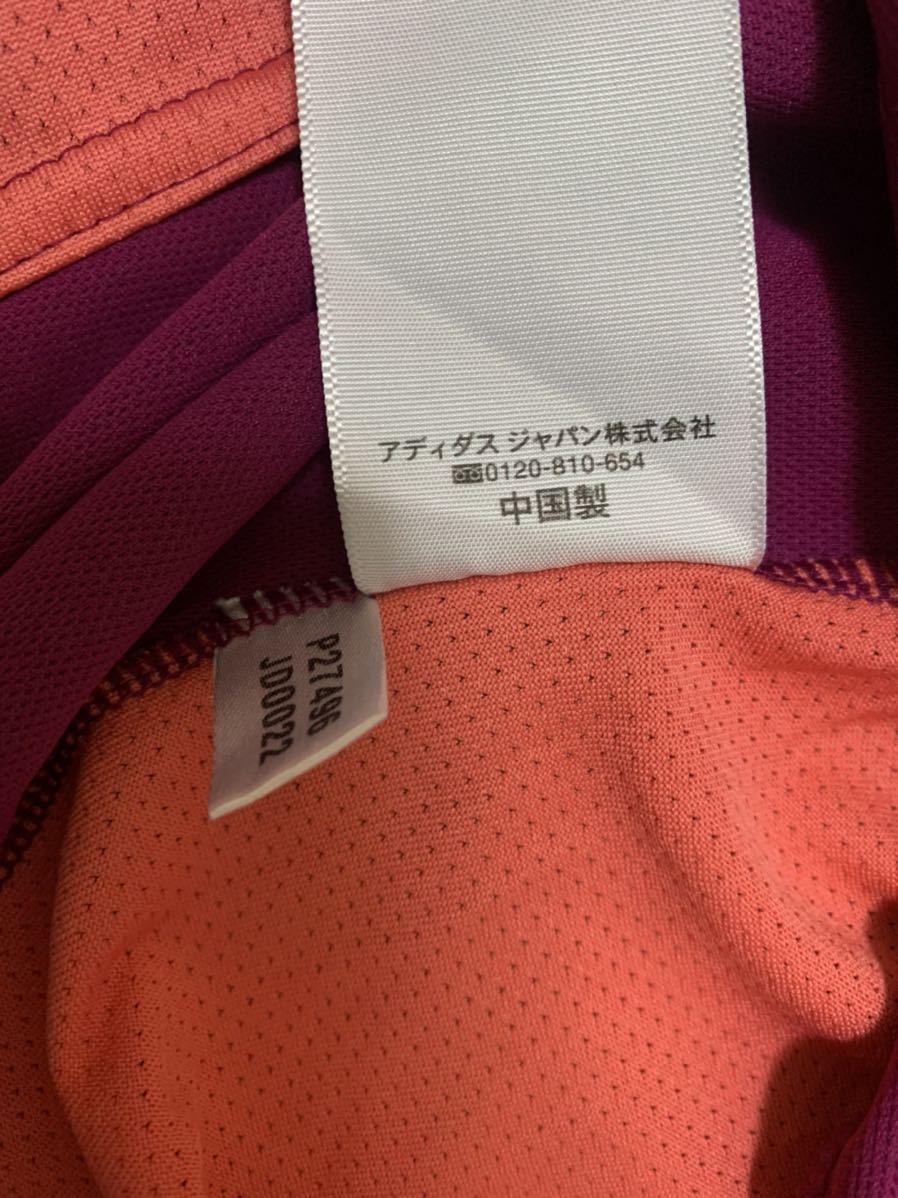 アディダス ジャパン株式会社
0120-810-654
中国製
P27496
JD0022